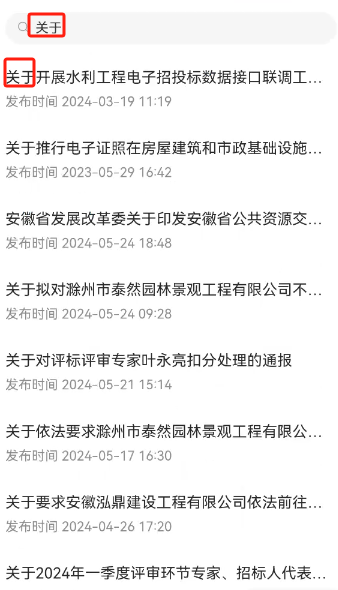 关于
关于开展水利工程电子招投标数据接口联调工...
发布时间 2024-03-19 11:19
关于推行电子证照在房屋建筑和市政基础设施...
发布时间 2023-05-29 16:42
安徽省发展改革委关于印发安徽省公共资源交...
发布时间 2024-05-24 18:48
关于拟对滁州市泰然园林景观工程有限公司不...
发布时间 2024-05-24 09:28
关于对评标评审专家叶永亮扣分处理的通报
发布时间 2024-05-21 15:14
关于依法要求滁州市泰然园林景观工程有限公...
发布时间 2024-05-17 16:30
关于要求安徽泓鼎建设工程有限公司依法前往...
发布时间 2024-04-26 17:20
关于2024年一季度评审环节专家、招标人代表...